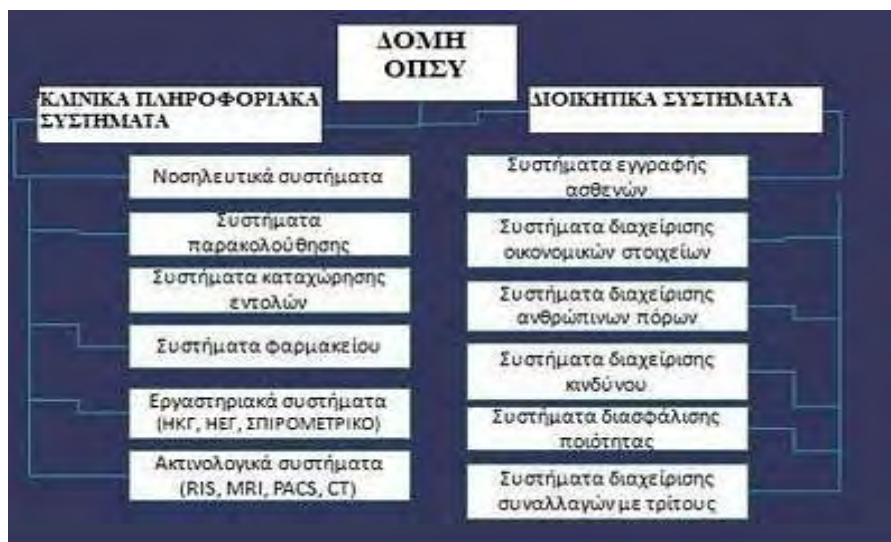 ΔΟΜΗ
ΟΠΣΥ
ΚΛΙΝΙΚΑ ΠΛΗΡΟΦΟΡΙΑΚΑ
ΣΥΣΤΗΜΑΤΑ
Νοσηλευτικά συστήματα
Συστήματα
παρακολούθησης
Συστήματα καταχώρησης
εντολών
Συστήματα φαρμακείου
Εργαστηριακά συστήματα
(ΗΚΓ, ΗΕΓ, ΣΠΙΡΟΜΕΤΡΙΚΟ)
Ακτινολογικά συστήματα
(RIS, MRI, PACS, CT)
ΔΙΟΙΚΗΤΙΚΑ ΣΥΣΤΗΜΑΤΑ
Συστήματα εγγραφής
ασθενών
Συστήματα διαχείρισης
οικονομικών στοιχείων
Συστήματα διαχείρισης
ανθρώπινων πόρων
Συστήματα διαχείρισης
κινδύνου
Συστήματα διασφάλισης
ποιότητας
Συστήματα διαχείρισης
συναλλαγών με τρίτους